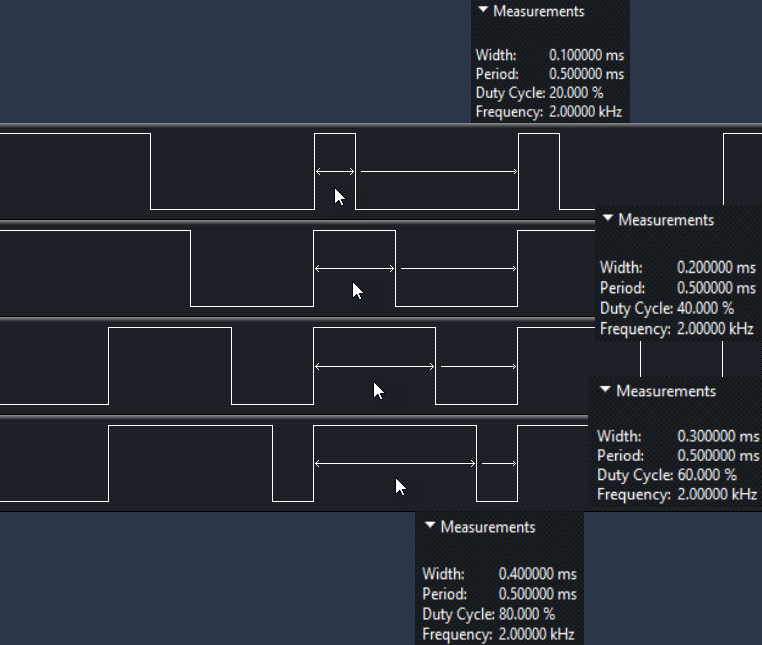 Measurements
Width: 0.100000 ms
Period: 0.500000 ms
Duty Cycle: 20.000 %
Frequency: 2.00000 kHz
Measurements
Width: 0.200000 ms
Period: 0.500000 ms
Duty Cycle: 40.000 %
Frequency: 2.00000 kHz
Measurements
Width: 0.300000 ms
Period: 0.500000 ms
Duty Cycle: 60.000 %
Frequency: 2.00000 kHz
Measurements
Width: 0.400000 ms
Period: 0.500000 ms
Duty Cycle: 80.000 %
Frequency: 2.00000 kHz